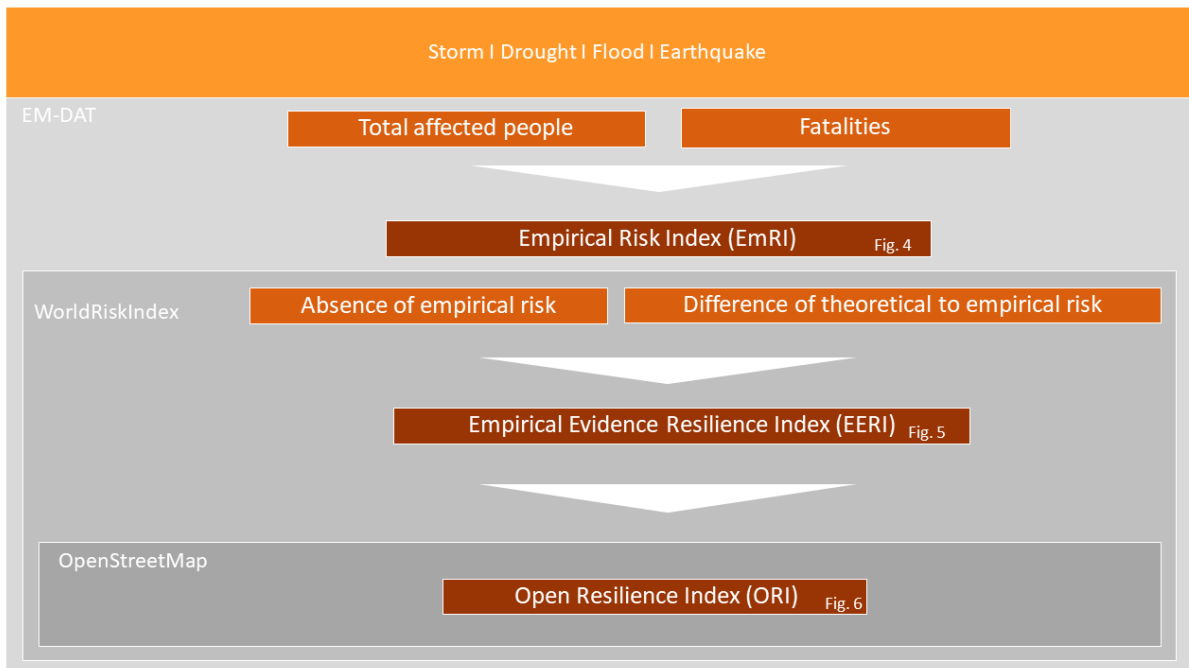 Storm I Drought I Flood I Earthquake
EM-DAT
Total affected people
Fatalities
Empirical Risk Index (EmRI) Fig. 4
WorldRiskIndex
Absence of empirical risk
Difference of theoretical to empirical risk
Empirical Evidence Resilience Index (EERI) Fig. 5
OpenStreetMap
Open Resilience Index (ORI) Fig. 6